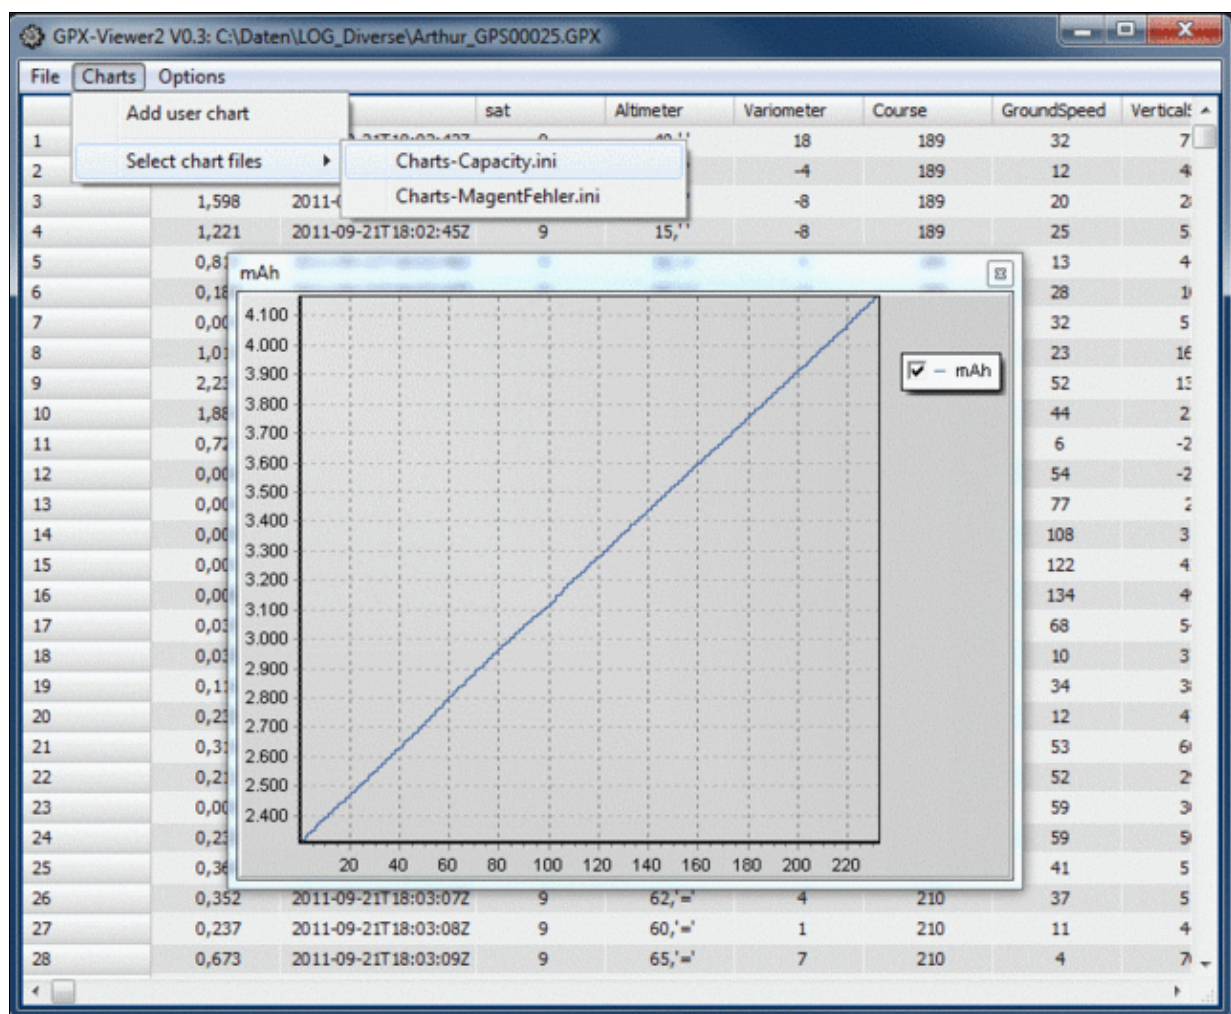 GPX-Viewer2 V0.3: C:\Daten\LOG_Diverse\Arthur_GPS00025.GPX
File Charts Options
Add user chart
Select chart files
Charts-Capacity.ini
Charts-MagentFehler.ini
sat Altimeter Variometer Course GroundSpeed
1 18 189 32 7
2 -4 189 12
3 1,598 -8 189 20
4 1,221 2011-09-21T18:02:45Z 9 15,' ' -8 189 25
5 13
6 28
7 32
8 23
9 52
10 44
11 6
12 54
13 77
14 108
15 122
16 134
17 68
18 10
19 34
20 12
21 53
22 52
23 59
24 59
25 41
26 0,352 2011-09-21T18:03:07Z 9 62,'=' 4 210 37
27 0,237 2011-09-21T18:03:08Z 9 60,'=' 1 210 11
28 0,673 2011-09-21T18:03:09Z 9 65,'=' 7 210 4
mAh
4.100
4.000
3.900
3.800
3.700
3.600
3.500
3.400
3.300
3.200
3.100
3.000
2.900
2.800
2.700
2.600
2.500
2.400
20 40 60 80 100 120 140 160 180 200 220
mAh